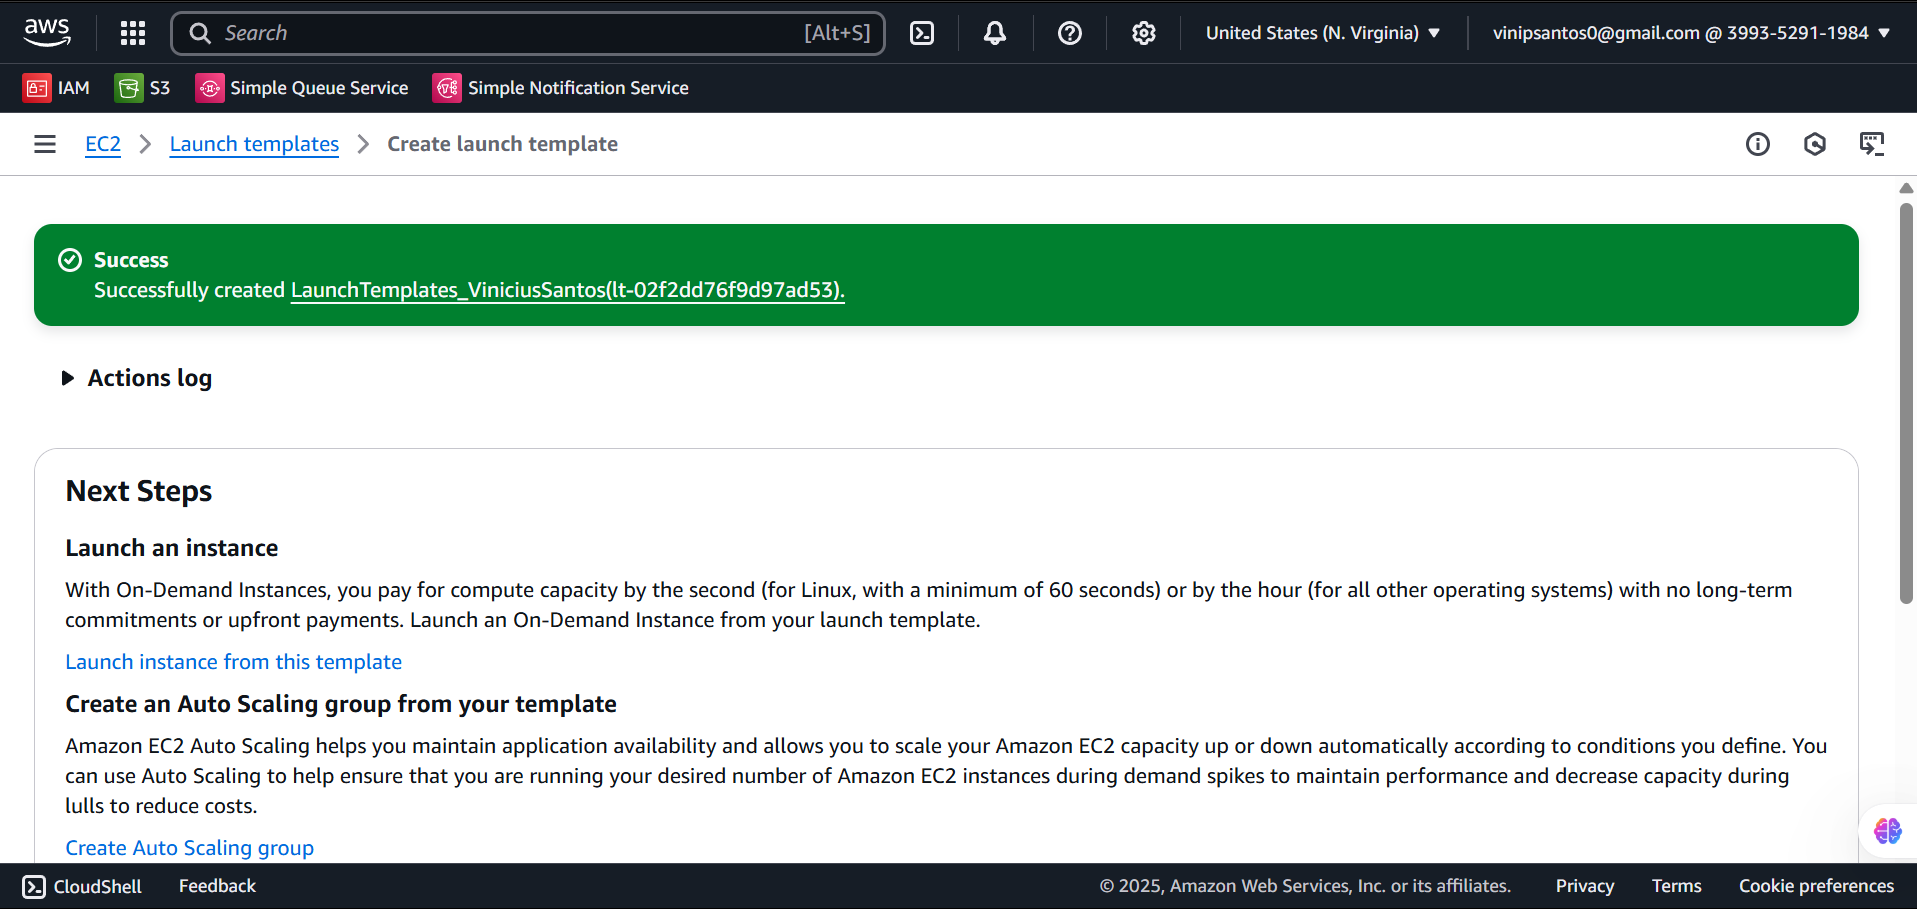 aws
Search [Alt+S]
United States (N. Virginia)
vinipsantos0@gmail.com @ 3993-5291-1984
IAM
S3
Simple Queue Service
Simple Notification Service
EC2
Launch templates
Create launch template
Success
Successfully created LaunchTemplates_ViniciusSantos(lt-02f2dd76f9d97ad53).
Actions log
Next Steps
Launch an instance
With On-Demand Instances, you pay for compute capacity by the second (for Linux, with a minimum of 60 seconds) or by the hour (for all other operating systems) with no long-term
commitments or upfront payments. Launch an On-Demand Instance from your launch template.
Launch instance from this template
Create an Auto Scaling group from your template
Amazon EC2 Auto Scaling helps you maintain application availability and allows you to scale your Amazon EC2 capacity up or down automatically according to conditions you define. You
can use Auto Scaling to help ensure that you are running your desired number of Amazon EC2 instances during demand spikes to maintain performance and decrease capacity during
lulls to reduce costs.
Create Auto Scaling group
CloudShell
Feedback
© 2025, Amazon Web Services, Inc. or its affiliates.
Privacy
Terms
Cookie preferences